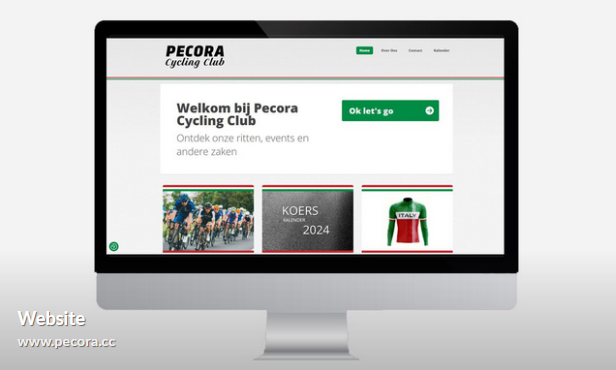 PECORA
Cycling Club
Home
Over Ons
Contact
Kalender
Welkom bij Pecora
Cycling Club
Ok let's go
Ontdek onze ritten, events en
andere zaken
KOERS
KALENDER
2024
ITALY
Website
www.pecora.cc